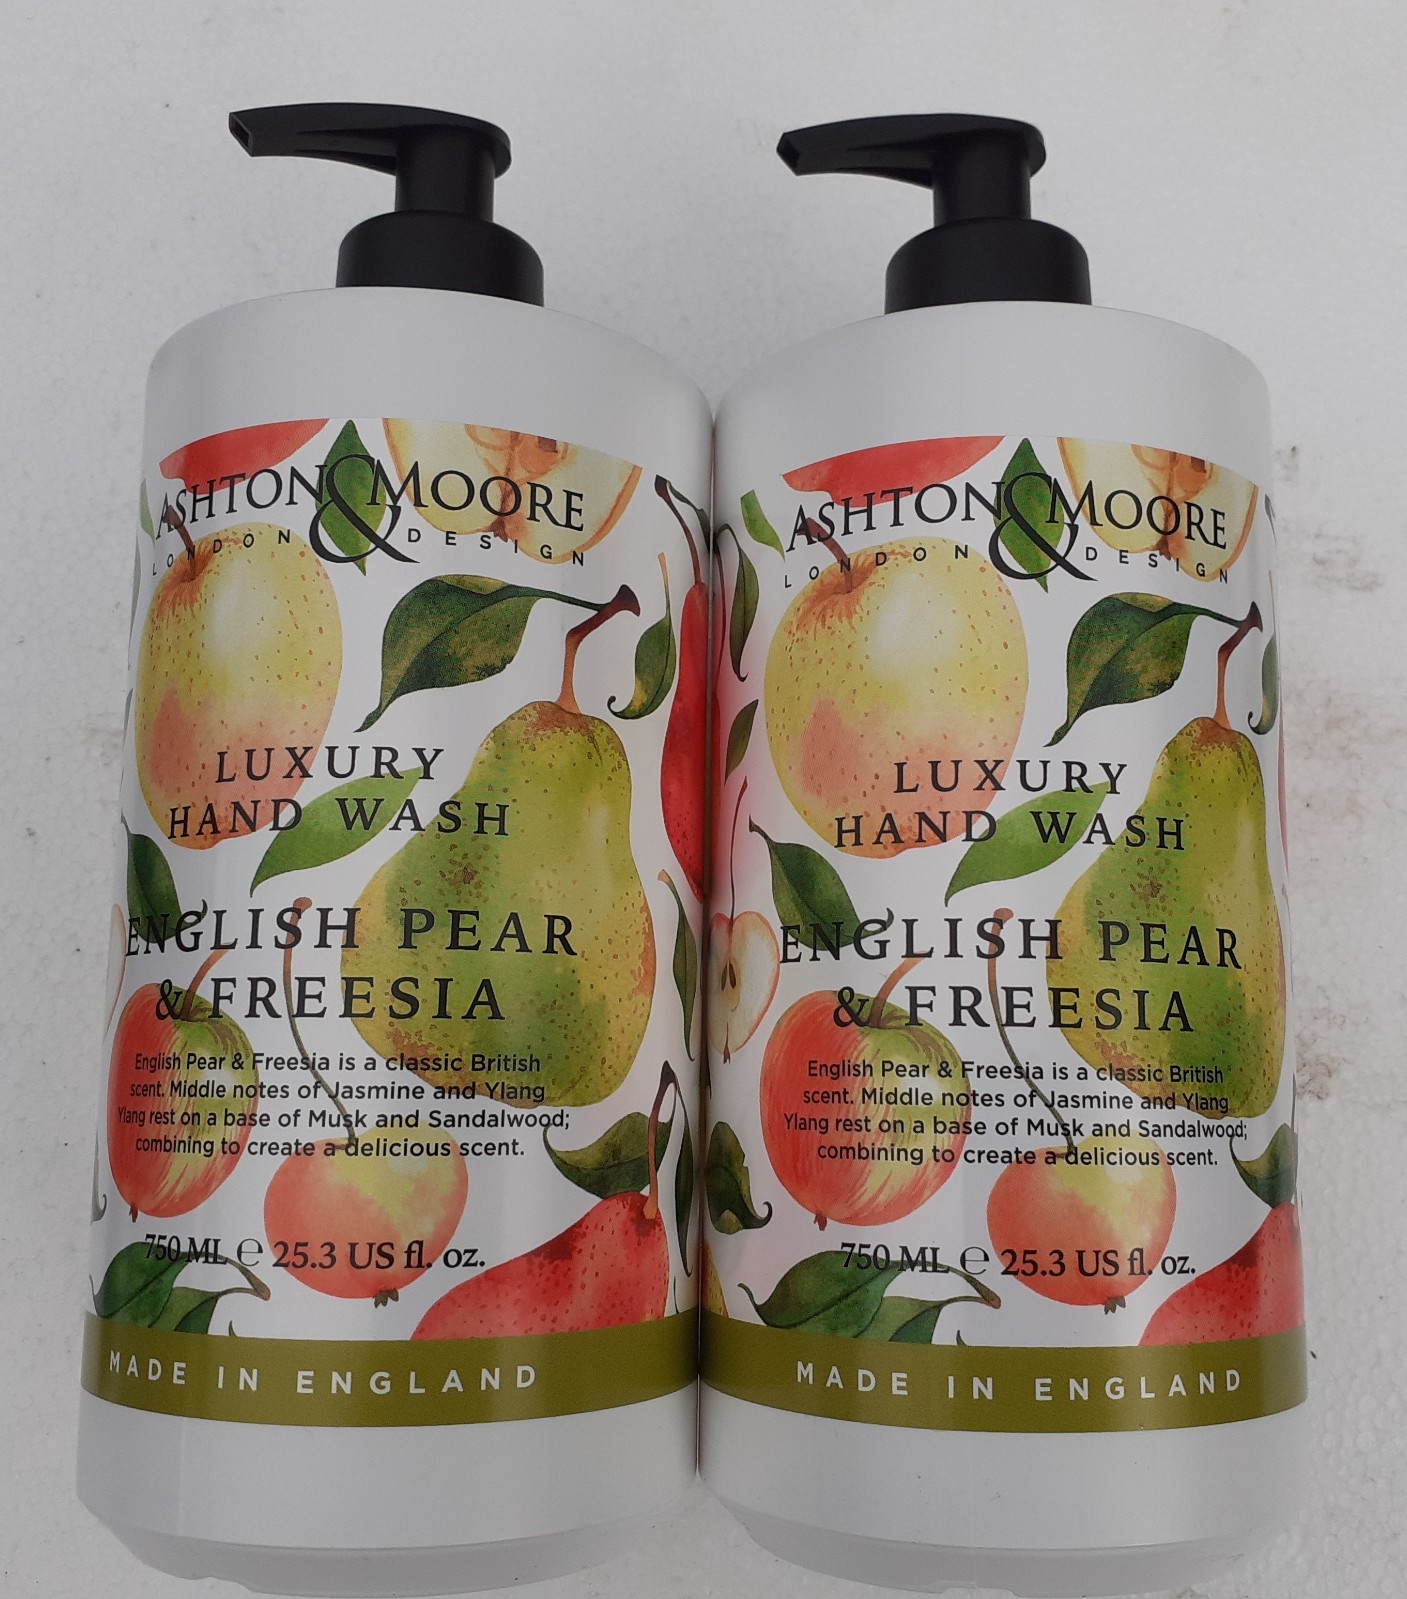 ASHTON & MOORE
LONDON DESIGN
LUXURY
HAND WASH
ENGLISH PEAR
& FREESIA
English Pear & Freesia is a classic British
scent. Middle notes of Jasmine and Ylang
Ylang rest on a base of Musk and Sandalwood;
combining to create a delicious scent.
750 ML ℮ 25.3 US fl. oz.
MADE IN ENGLAND
ASHTON & MOORE
LONDON DESIGN
LUXURY
HAND WASH
ENGLISH PEAR
& FREESIA
English Pear & Freesia is a classic British
scent. Middle notes of Jasmine and Ylang
Ylang rest on a base of Musk and Sandalwood;
combining to create a delicious scent.
750 ML ℮ 25.3 US fl. oz.
MADE IN ENGLAND